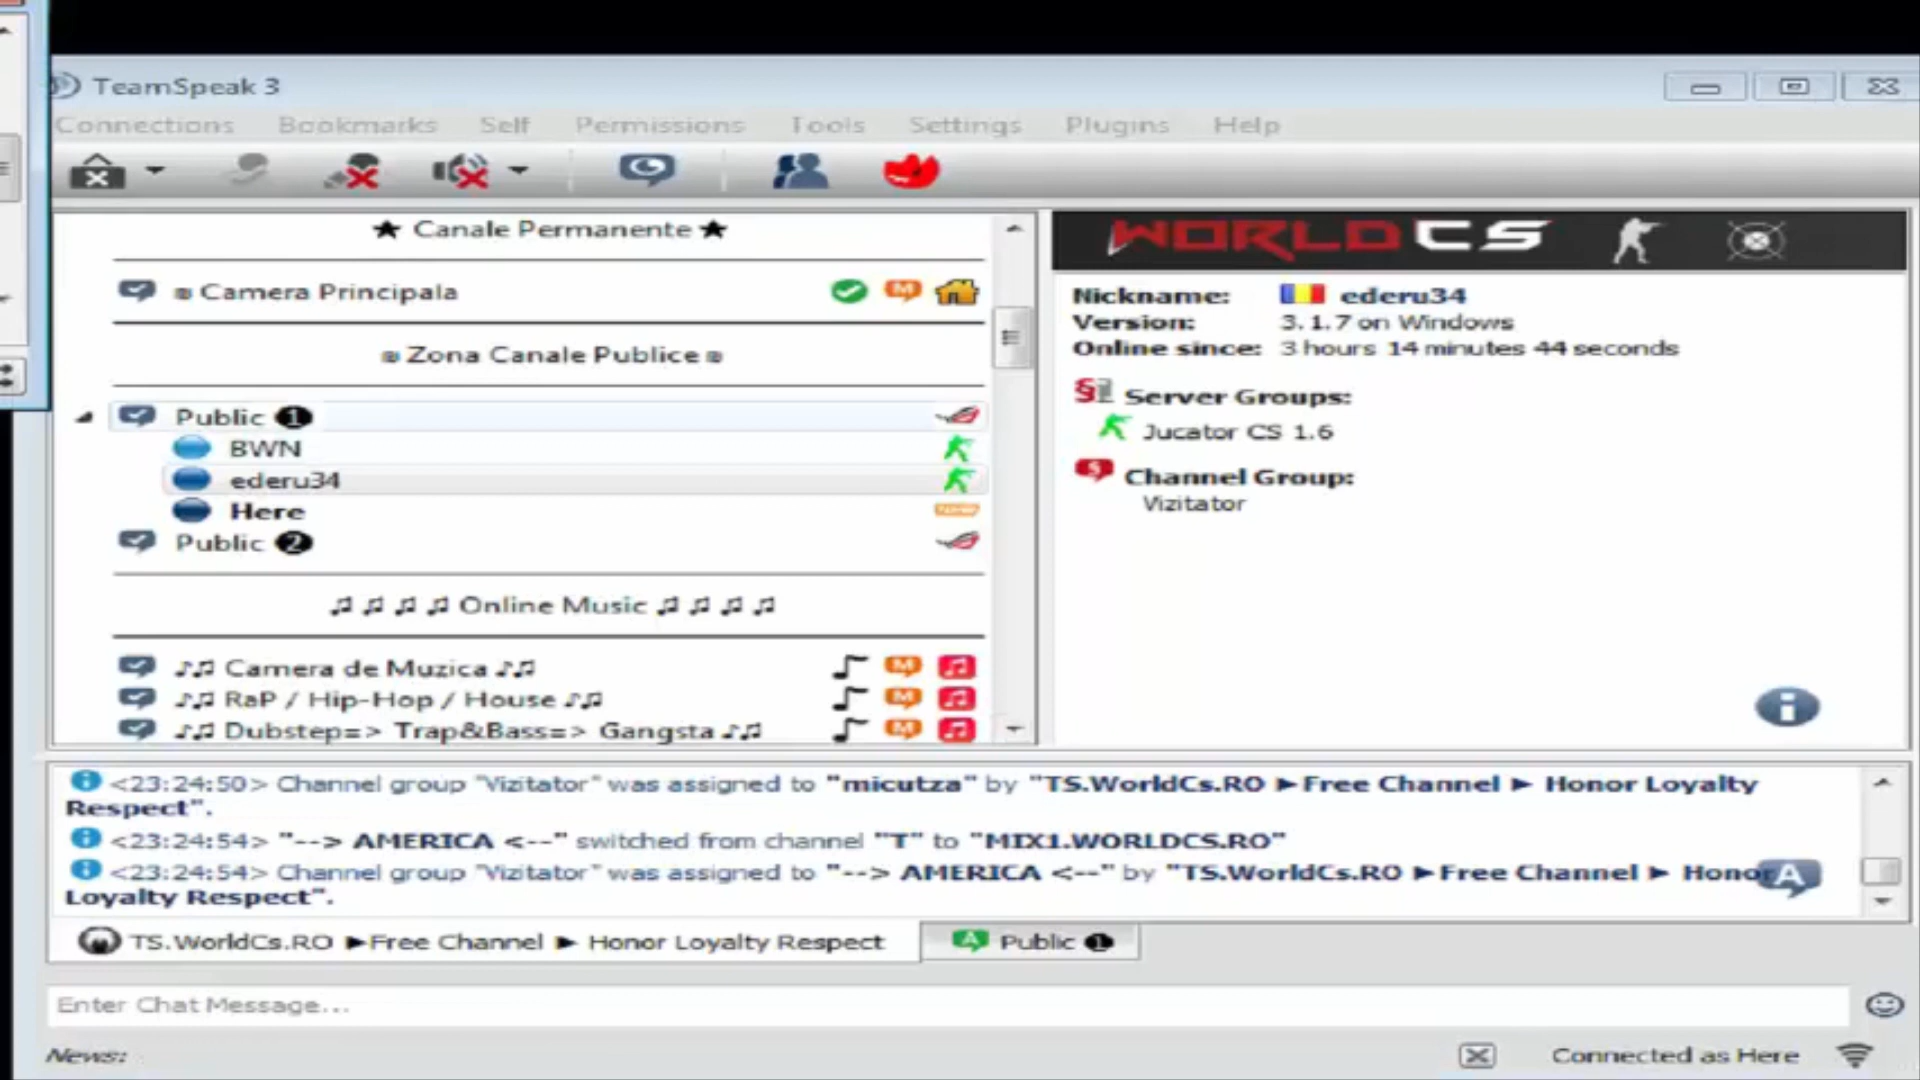 TeamSpeak 3
Connections Bookmarks Self Permissions Tools Settings Plugins Help
★ Canale Permanente ★
Camera Principala
Zona Canale Publice
Public ❶
BWN
ederu34
Here
Public ❷
♫ ♫ ♫ ♫ Online Music ♫ ♫ ♫ ♫
♪♫ Camera de Muzica ♪♫
♪♫ RaP / Hip-Hop / House ♪♫
♪♫ Dubstep=> Trap&Bass=> Gangsta ♪♫
WORLDCS
Nickname: ederu34
Version: 3.1.7 on Windows
Online since: 3 hours 14 minutes 44 seconds
Server Groups:
Jucator CS 1.6
Channel Group:
Vizitator
<23:24:50> Channel group "Vizitator" was assigned to "micutza" by "TS.WorldCs.RO ►Free Channel ► Honor Loyalty
Respect".
<23:24:54> "--> AMERICA <--" switched from channel "T" to "MIX1.WORLDCS.RO"
<23:24:54> Channel group "Vizitator" was assigned to "--> AMERICA <--" by "TS.WorldCs.RO ►Free Channel ► Honor
Loyalty Respect".
TS.WorldCs.RO ►Free Channel ► Honor Loyalty Respect
Public ❶
Enter Chat Message...
News:
Connected as Here